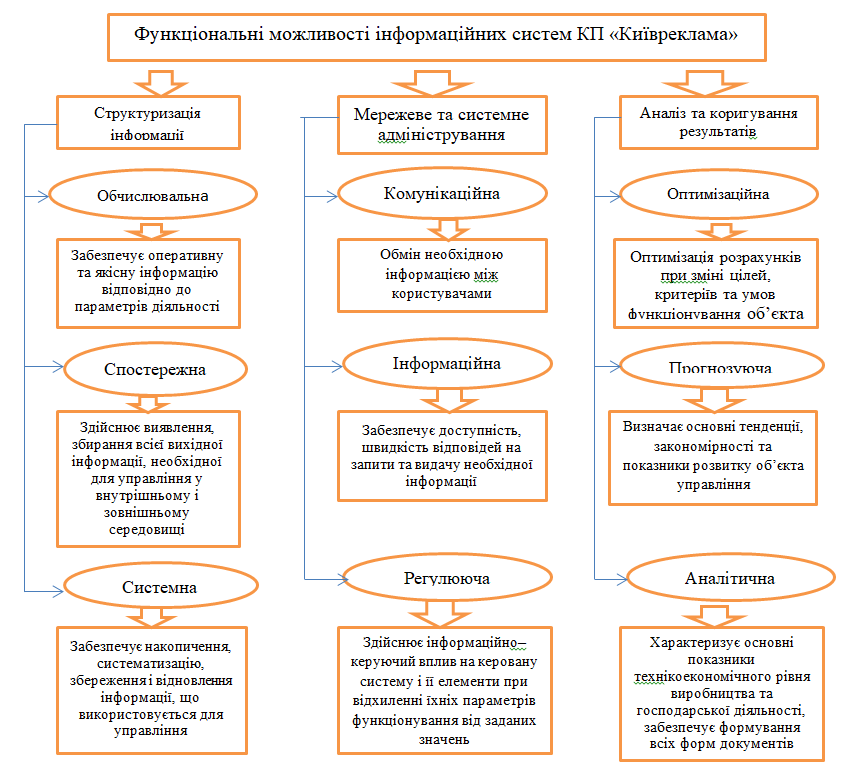 Функціональні можливості інформаційних систем КП «Київреклама»
Структуризація
інформації
Обчислювальна
Забезпечує оперативну
та якісну інформацію
відповідно до
параметрів діяльності
Спостережна
Здійснює виявлення,
збирання всієї вихідної
інформації, необхідної
для управління у
внутрішньому і
зовнішньому
середовищі
Системна
Забезпечує накопичення,
систематизацію,
збереження і відновлення
інформації, що
використовується для
управління
Мережеве та системне
адміністрування
Комунікаційна
Обмін необхідною
інформацією між
користувачами
Інформаційна
Забезпечує доступність,
швидкість відповідей на
запити та видачу необхідної
інформації
Регулююча
Здійснює інформаційно–
керуючий вплив на керовану
систему і її елементи при
відхиленні їхніх параметрів
функціонування від заданих
значень
Аналіз та коригування
результатів
Оптимізаційна
Оптимізація розрахунків
при зміні цілей,
критеріїв та умов
функціонування об’єкта
Прогнозуюча
Визначає основні тенденції,
закономірності та
показники розвитку об’єкта
управління
Аналітична
Характеризує основні
показники
технікоекономічного рівня
виробництва та
господарської діяльності,
забезпечує формування
всіх форм документів